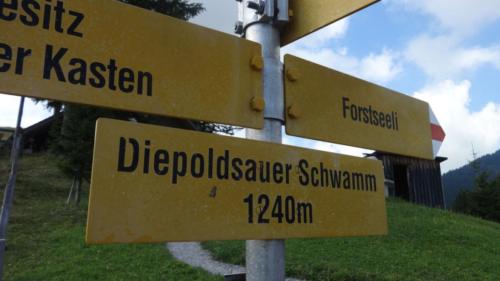 esitz
er Kasten
Forstseeli
Diepoldsauer Schwamm
1240m